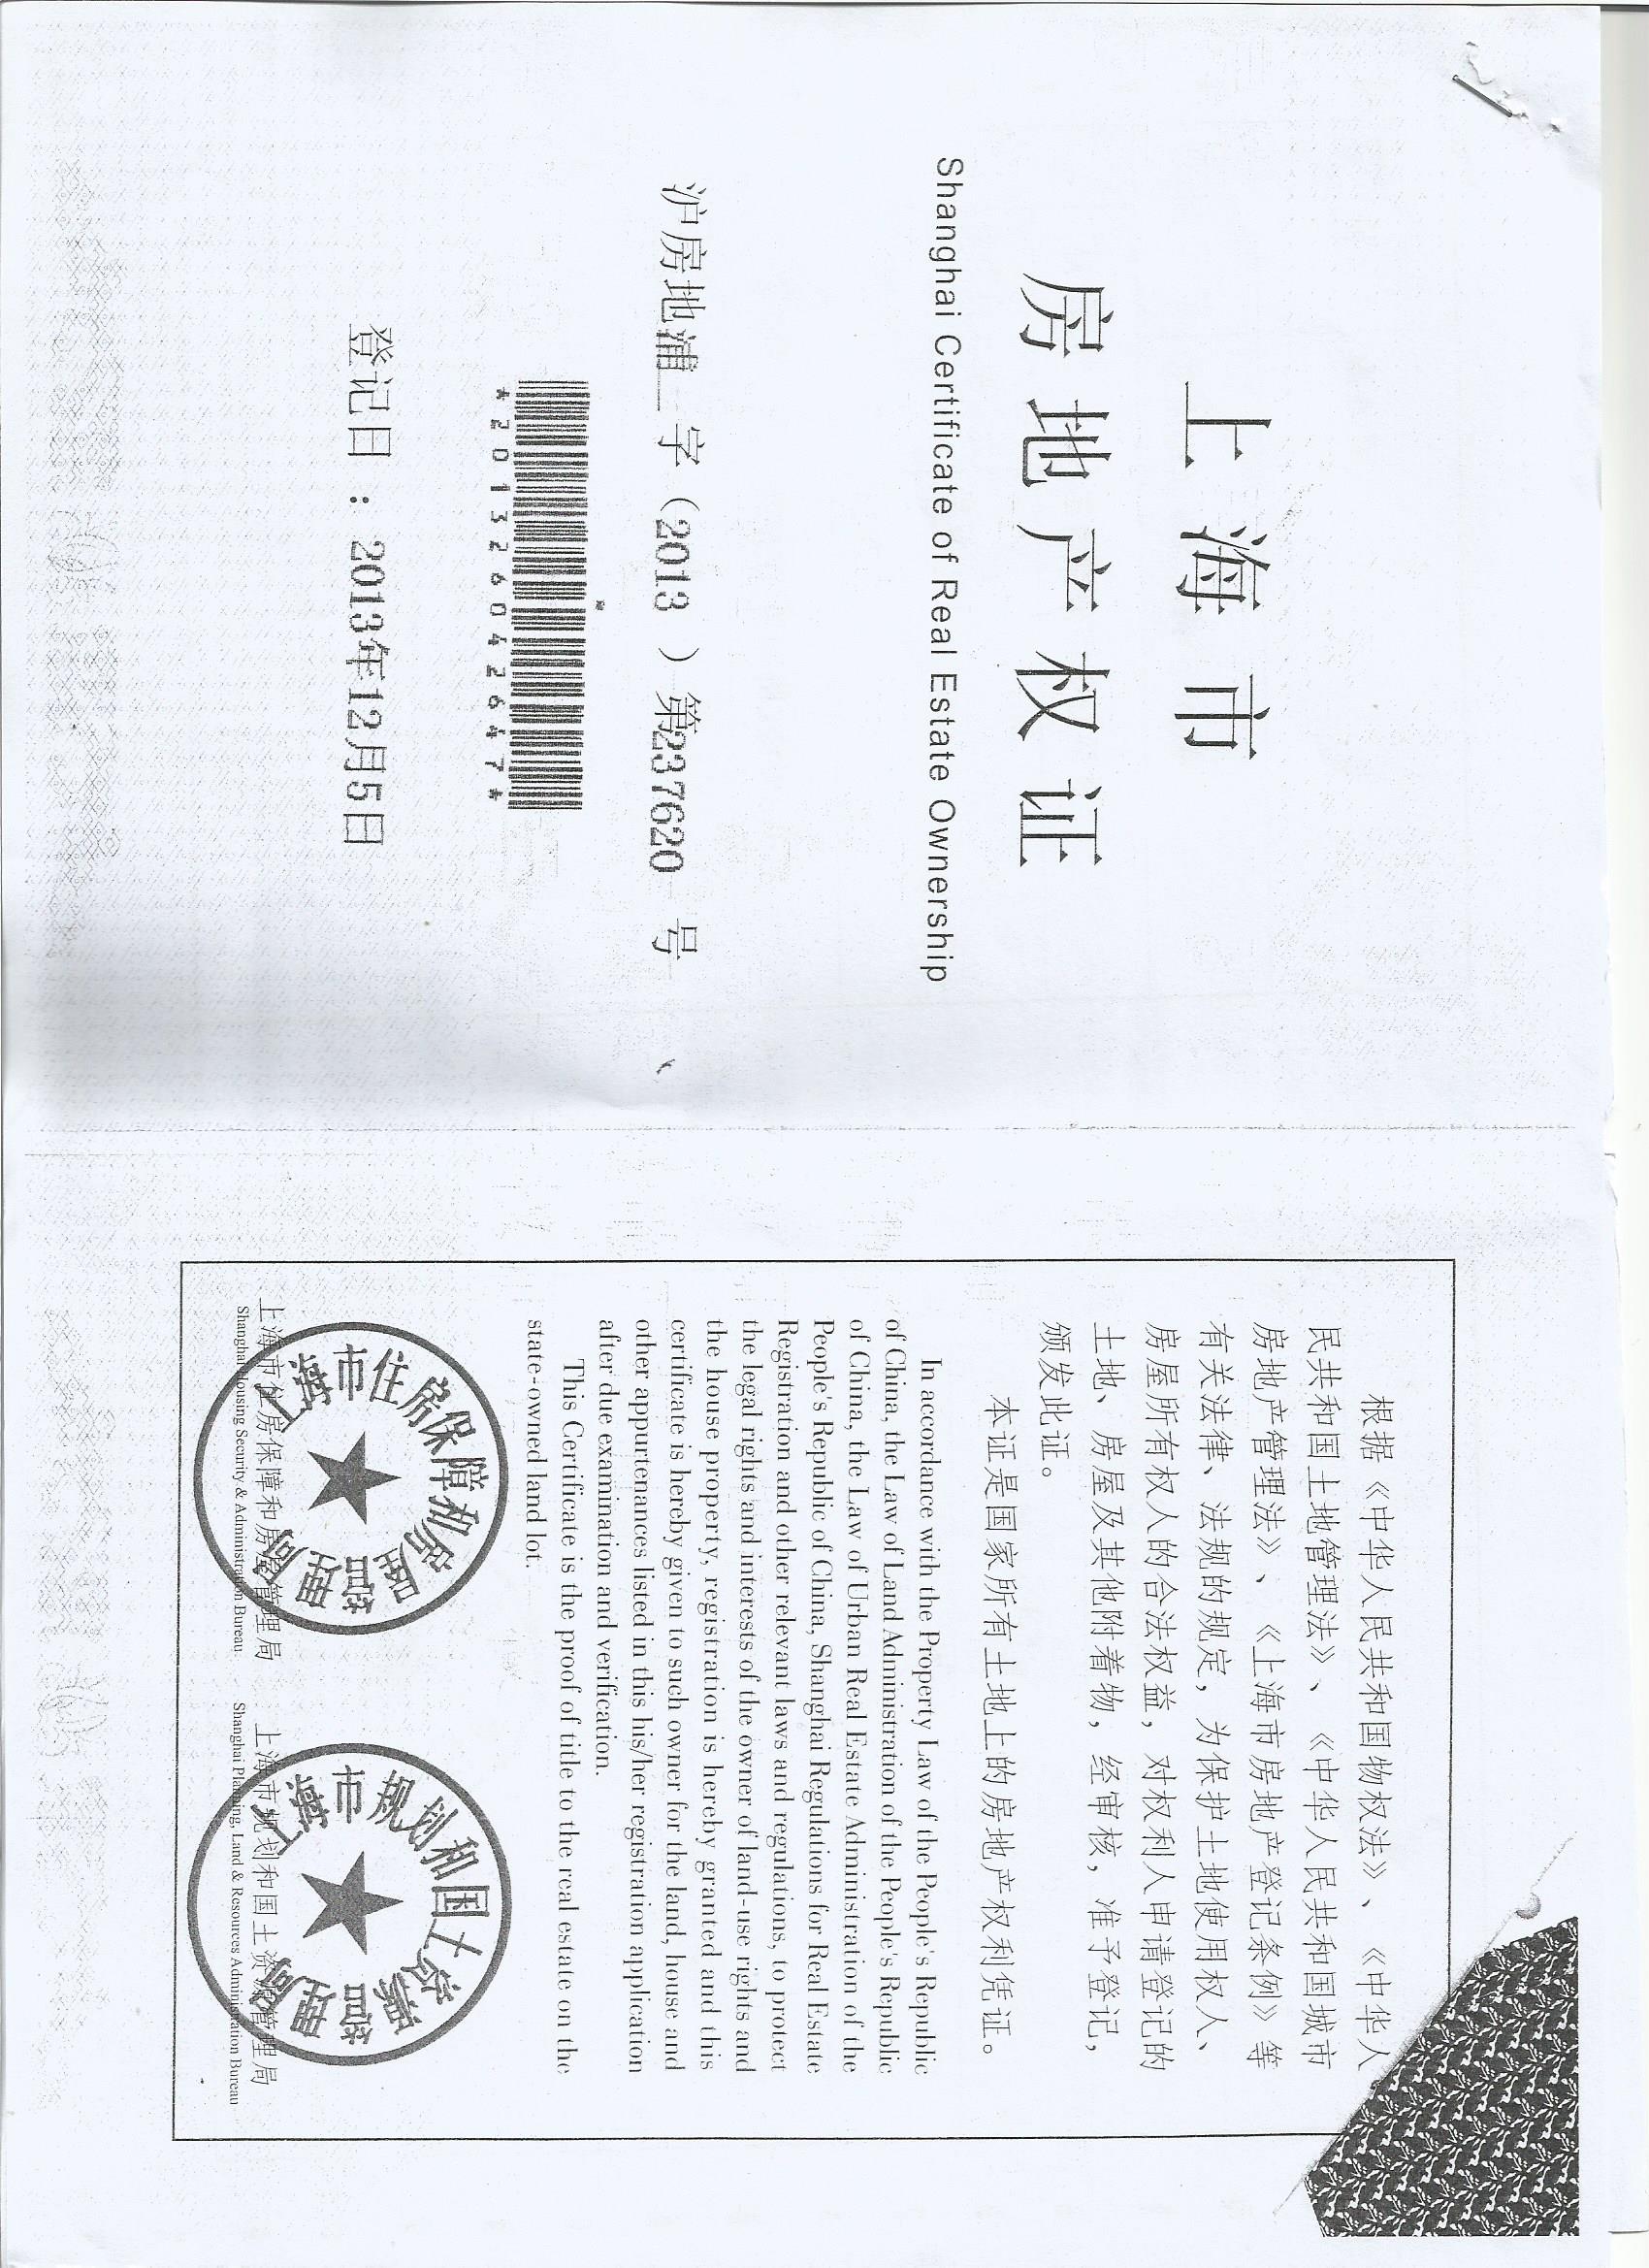 上海市
房地产权证
Shanghai Certificate of Real Estate Ownership
沪房地浦 字（2013 ）第237620 号
*201326042647*
登记日：2013年12月5日
根据《中华人民共和国物权法》、《中华人
民共和国土地管理法》、《中华人民共和国城市
房地产管理法》、《上海市房地产登记条例》等
有关法律、法规的规定，为保护土地使用权人、
房屋所有权人的合法权益，对权利人申请登记的
土地、房屋及其他附着物，经审核，准予登记，
颁发此证。
本证是国家所有土地上的房地产权利凭证。
In accordance with the Property Law of the People's Republic
of China, the Law of Land Administration of the People's Republic
of China, the Law of Urban Real Estate Administration of the
People's Republic of China, Shanghai Regulations for Real Estate
Registration and other relevant laws and regulations, to protect
the legal rights and interests of the owner of land-use rights and
the house property, registration is hereby granted and this
certificate is hereby given to such owner for the land, house and
other appurtenances listed in this his/her registration application
after due examination and verification.
This Certificate is the proof of title to the real estate on the
state-owned land lot.
上海市住房保障和房屋管理局
上海市住房保障和房屋管理局
Shanghai Housing Security & Administration Bureau
上海市规划和国土资源管理局
上海市规划和国土资源管理局
Shanghai Planning, Land & Resources Administration Bureau